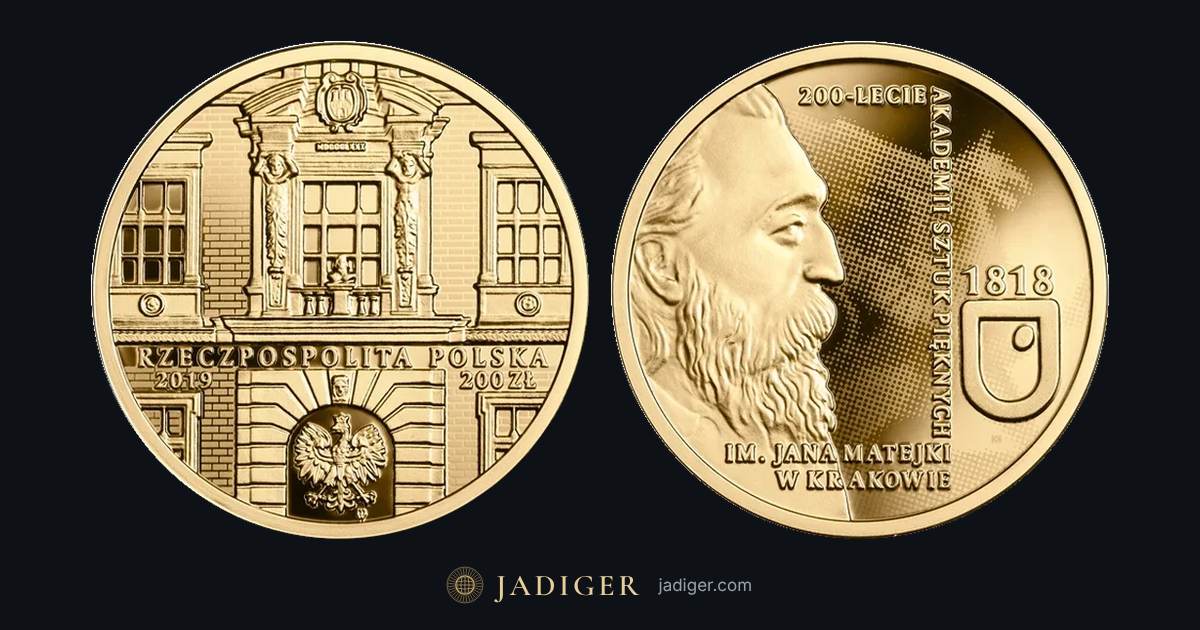 RZECZPOSPOLITA POLSKA
2019 200 ZŁ
200-LECIE
AKADEMII SZTUK PIĘKNYCH
1818
IM. JANA MATEJKI
W KRAKOWIE
JADIGER jadiger.com